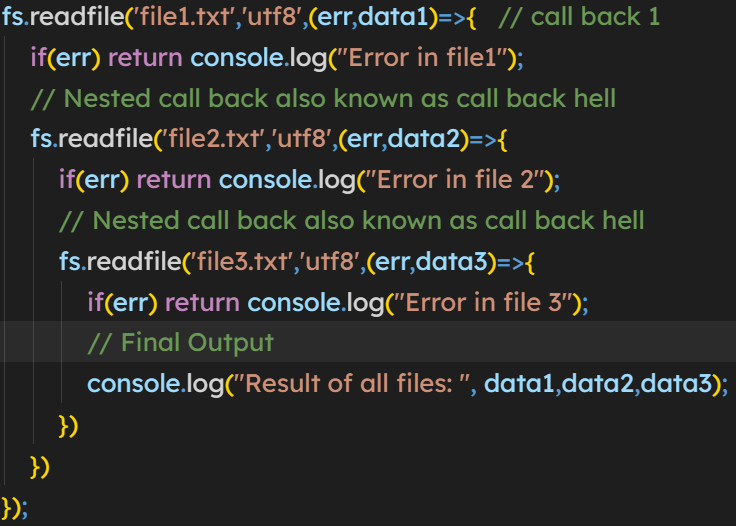 fs.readfile('file1.txt','utf8',(err,data1)=>{   // call back 1
    if(err) return console.log("Error in file1");
    // Nested call back also known as call back hell
    fs.readfile('file2.txt','utf8',(err,data2)=>{
        if(err) return console.log("Error in file 2");
        // Nested call back also known as call back hell
        fs.readfile('file3.txt','utf8',(err,data3)=>{
            if(err) return console.log("Error in file 3");
            // Final Output
            console.log("Result of all files: ", data1,data2,data3);
        })
    })
});